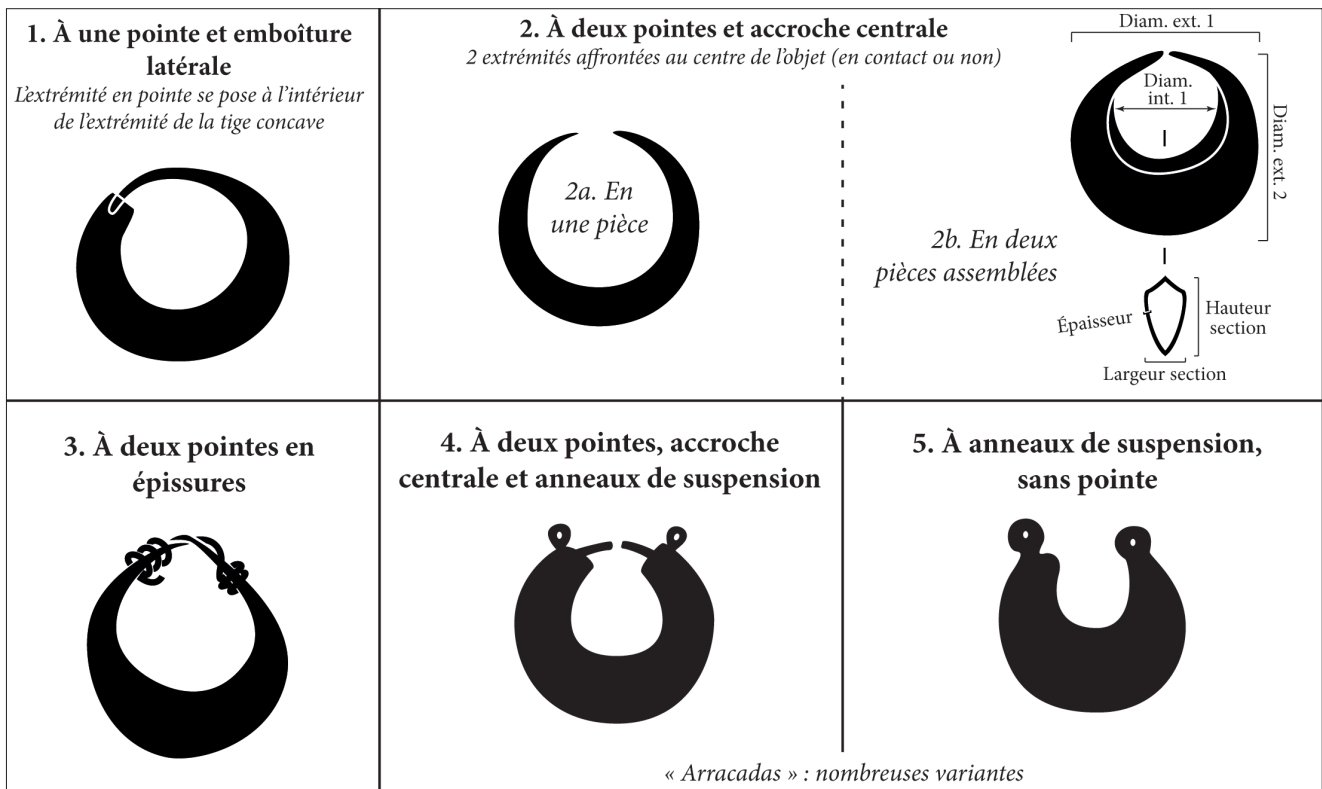 1. À une pointe et emboîture
latérale
L'extrémité en pointe se pose à l'intérieur
de l'extrémité de la tige concave
2. À deux pointes et accroche centrale
2 extrémités affrontées au centre de l'objet (en contact ou non)
2a. En
une pièce
2b. En deux
pièces assemblées
Diam. ext. 1
Diam.
int. 1
Diam. ext. 2
Épaisseur
Hauteur
section
Largeur section
3. À deux pointes en
épissures
4. À deux pointes, accroche
centrale et anneaux de suspension
5. À anneaux de suspension,
sans pointe
« Arracadas » : nombreuses variantes